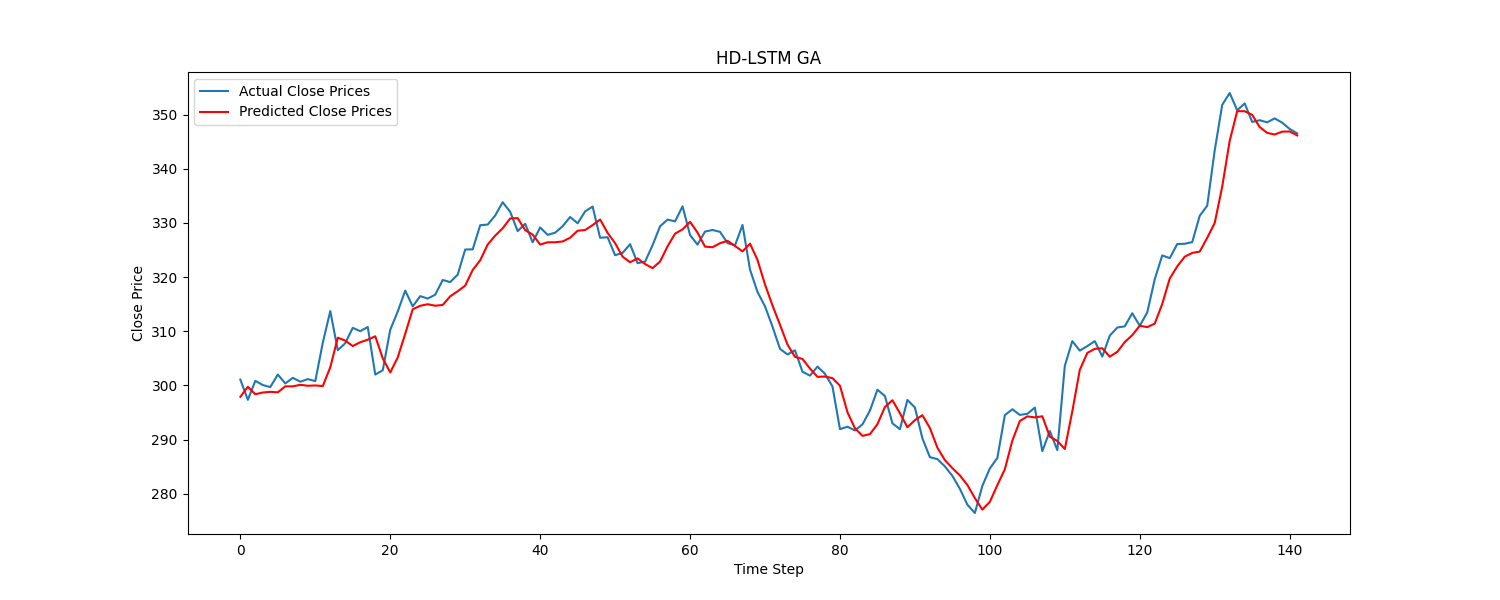 HD-LSTM GA
Actual Close Prices
Predicted Close Prices
Close Price
350
340
330
320
310
300
290
280
0 20 40 60 80 100 120 140
Time Step